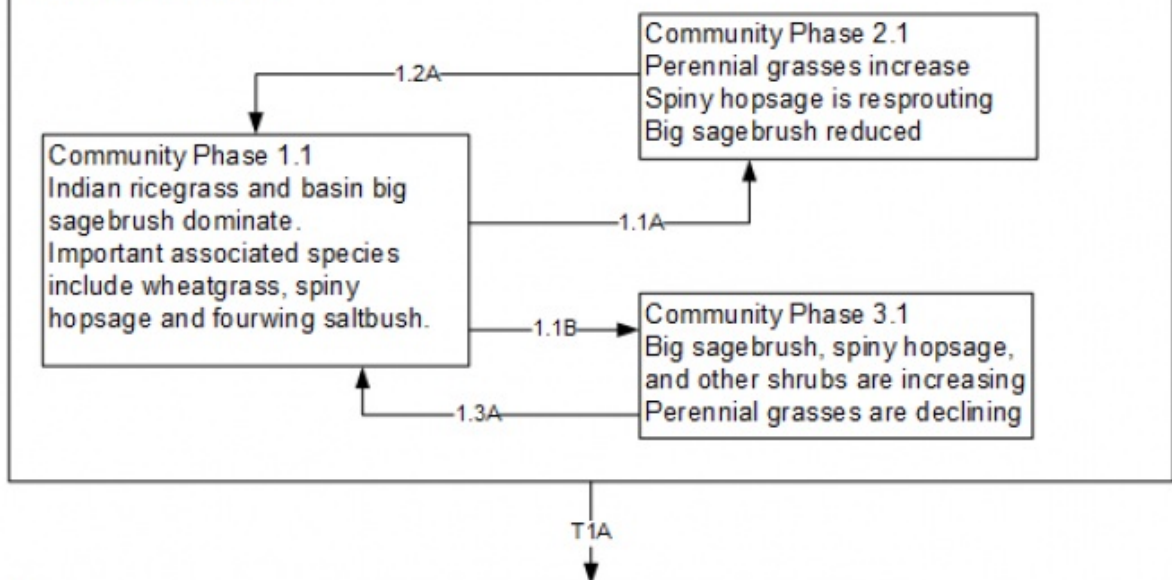 Community Phase 2.1
Perennial grasses increase
Spiny hopsage is resprouting
Big sagebrush reduced
1.2A
Community Phase 1.1
Indian ricegrass and basin big
sagebrush dominate.
Important associated species
include wheatgrass, spiny
hopsage and fourwing saltbush.
1.1A
1.1B
Community Phase 3.1
Big sagebrush, spiny hopsage,
and other shrubs are increasing
Perennial grasses are declining
1.3A
T1A